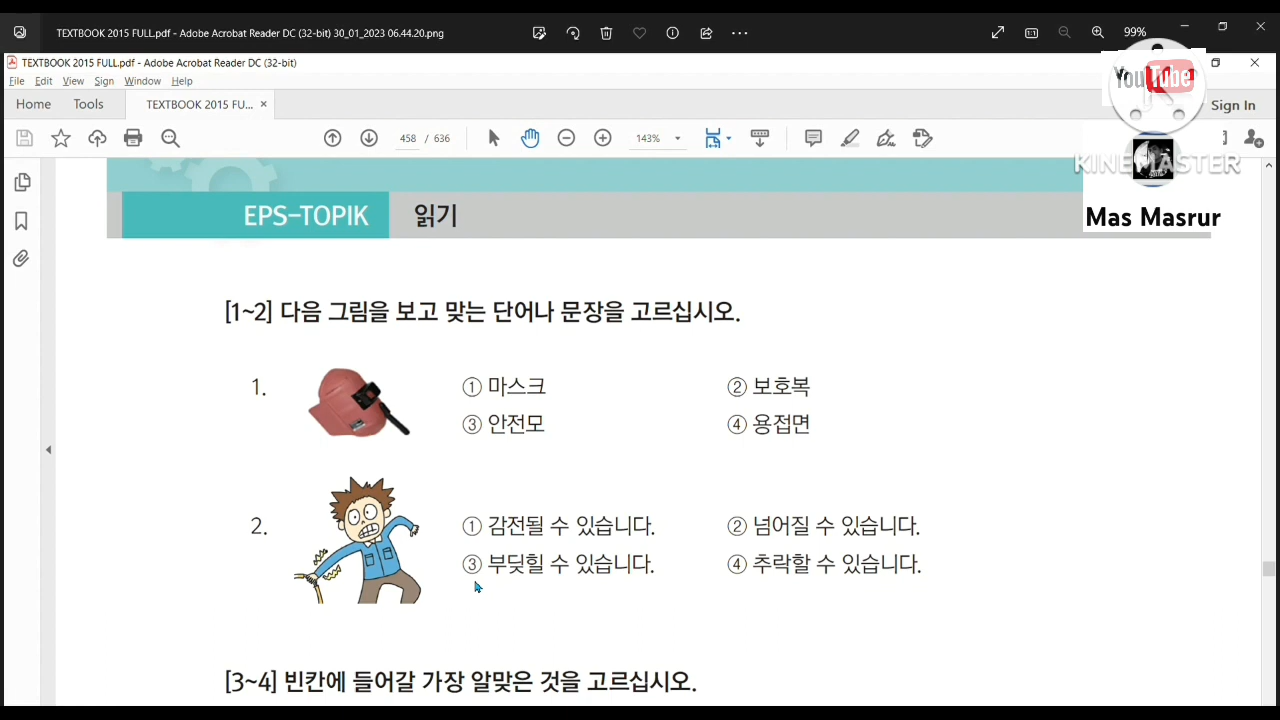 TEXTBOOK 2015 FULL.pdf - Adobe Acrobat Reader DC (32-bit) 30_01_2023 06.44.20.png
99%
TEXTBOOK 2015 FULL.pdf - Adobe Acrobat Reader DC (32-bit)
File Edit View Sign Window Help
YouTube
Home Tools TEXTBOOK 2015 FU... × Sign In
458 / 636 143%
KINEMASTER
EPS-TOPIK 읽기
Mas Masrur
[1~2] 다음 그림을 보고 맞는 단어나 문장을 고르십시오.
1. ① 마스크 ② 보호복
③ 안전모 ④ 용접면
2. ① 감전될 수 있습니다. ② 넘어질 수 있습니다.
③ 부딪힐 수 있습니다. ④ 추락할 수 있습니다.
[3~4] 빈칸에 들어갈 가장 알맞은 것을 고르십시오.